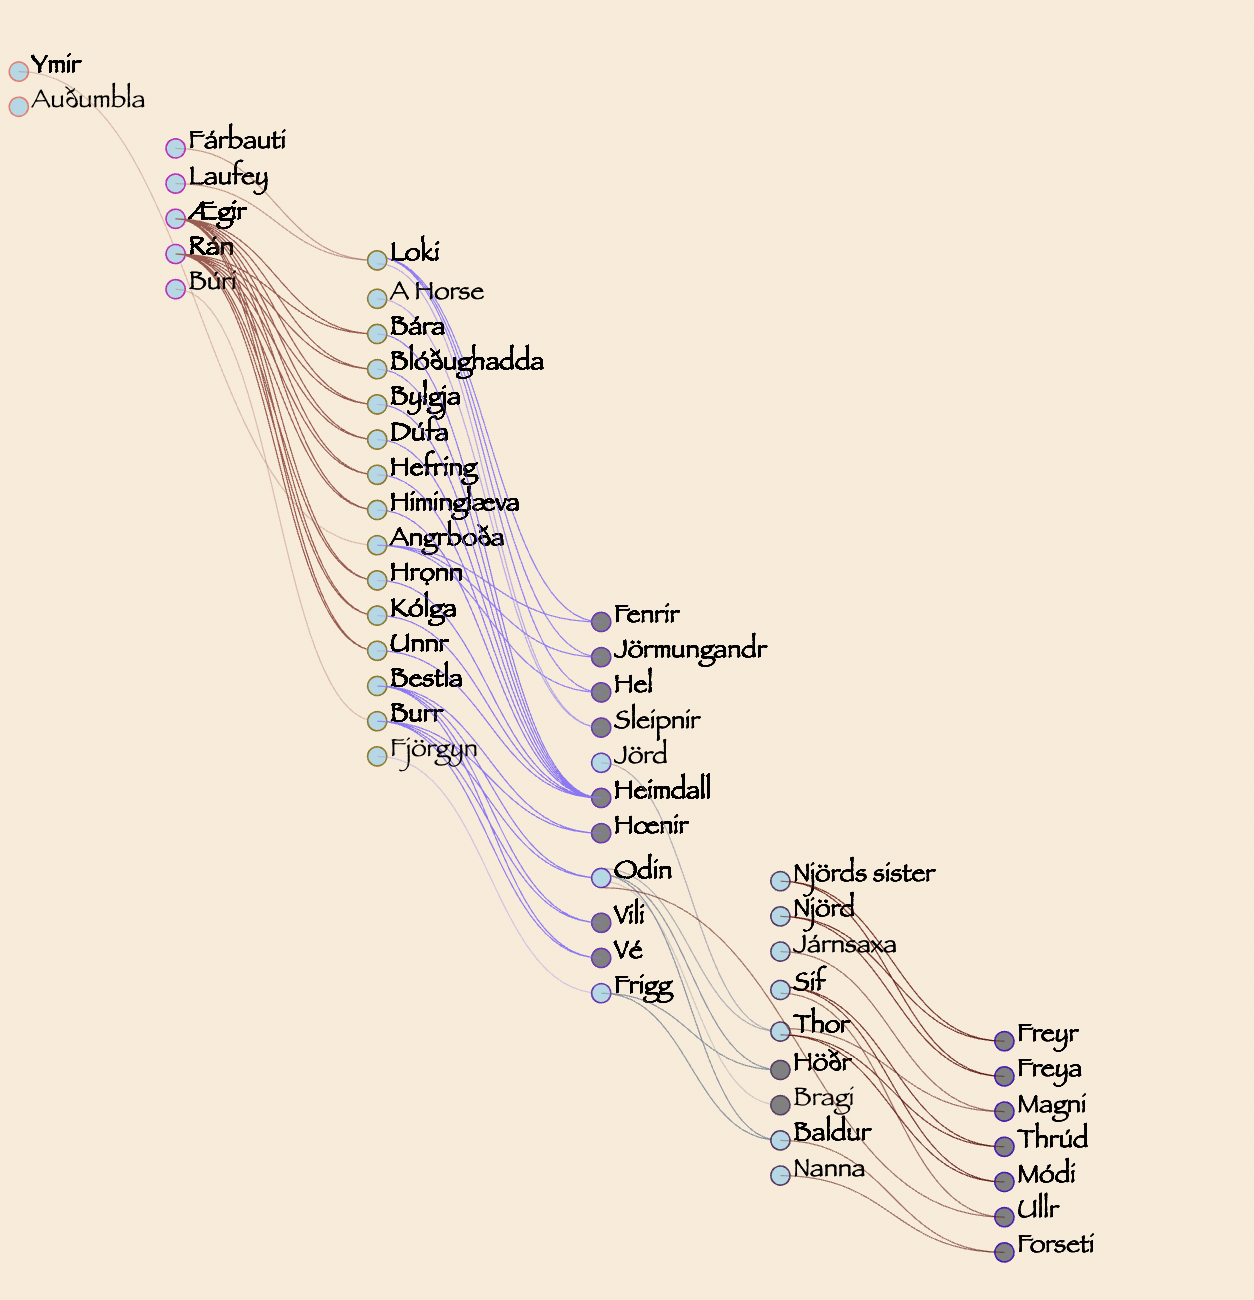 Ymir
Auðumbla
Fárbauti
Laufey
Ægir
Rán
Búri
Loki
A Horse
Bára
Blóðughadda
Bylgja
Dúfa
Hefring
Himinglæva
Angrboða
Hrǫnn
Kólga
Unnr
Bestla
Burr
Fjörgyn
Fenrir
Jörmungandr
Hel
Sleipnir
Jörd
Heimdall
Hœnir
Odin
Vili
Vé
Frigg
Njörds sister
Njörd
Járnsaxa
Sif
Thor
Höðr
Bragi
Baldur
Nanna
Freyr
Freya
Magni
Thrúd
Módi
Ullr
Forseti